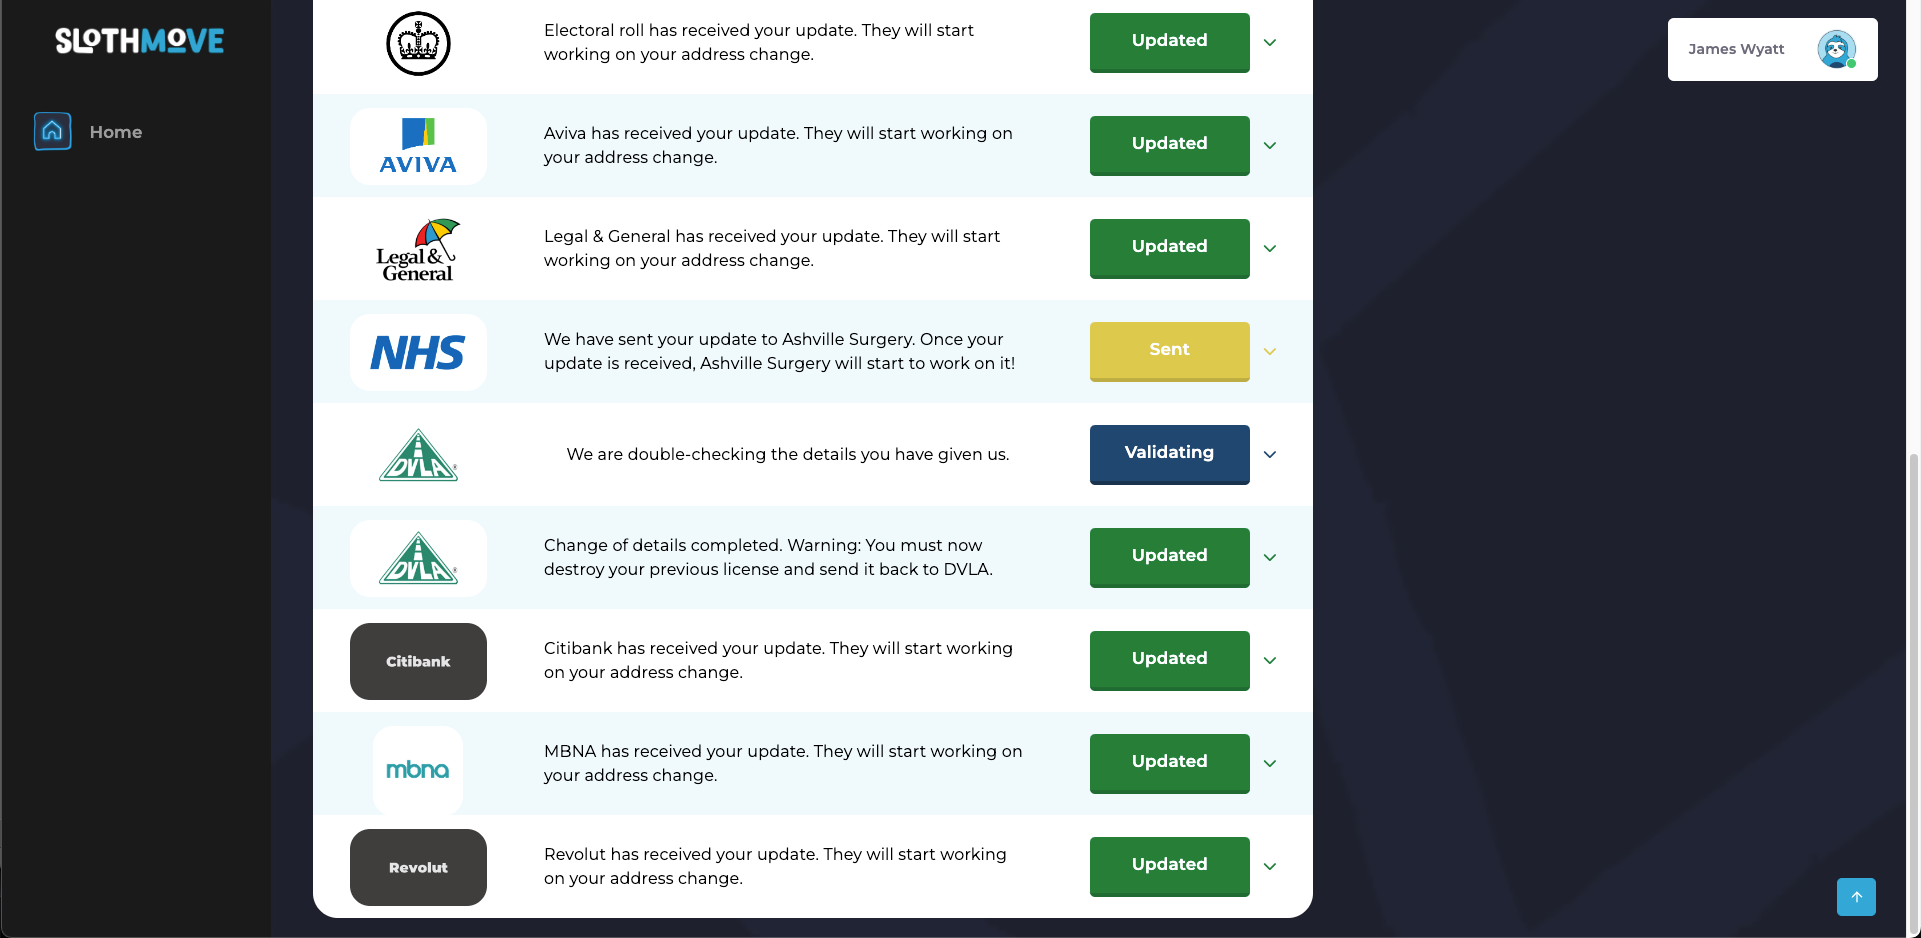 SLOTHMOVE
Home
James Wyatt
Electoral roll has received your update. They will start
working on your address change.
Updated
AVIVA
Aviva has received your update. They will start working on
your address change.
Updated
Legal &
General
Legal & General has received your update. They will start
working on your address change.
Updated
NHS
We have sent your update to Ashville Surgery. Once your
update is received, Ashville Surgery will start to work on it!
Sent
DVLA
We are double-checking the details you have given us.
Validating
DVLA
Change of details completed. Warning: You must now
destroy your previous license and send it back to DVLA.
Updated
Citibank
Citibank has received your update. They will start working
on your address change.
Updated
mbna
MBNA has received your update. They will start working on
your address change.
Updated
Revolut
Revolut has received your update. They will start working
on your address change.
Updated